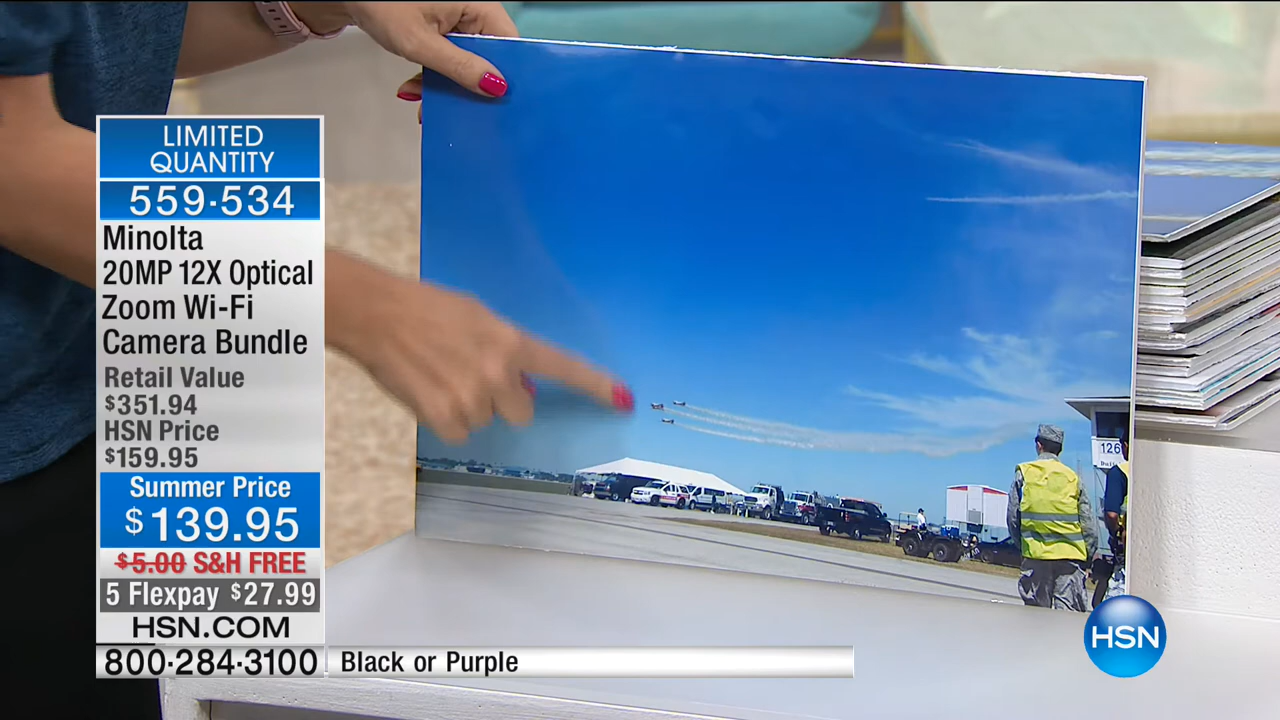 LIMITED
QUANTITY
559-534
Minolta
20MP 12X Optical
Zoom Wi-Fi
Camera Bundle
Retail Value
$351.94
HSN Price
$159.95
Summer Price
$139.95
$5.00 S&H FREE
5 Flexpay $27.99
HSN.COM
800-284-3100
Black or Purple
126
HSN